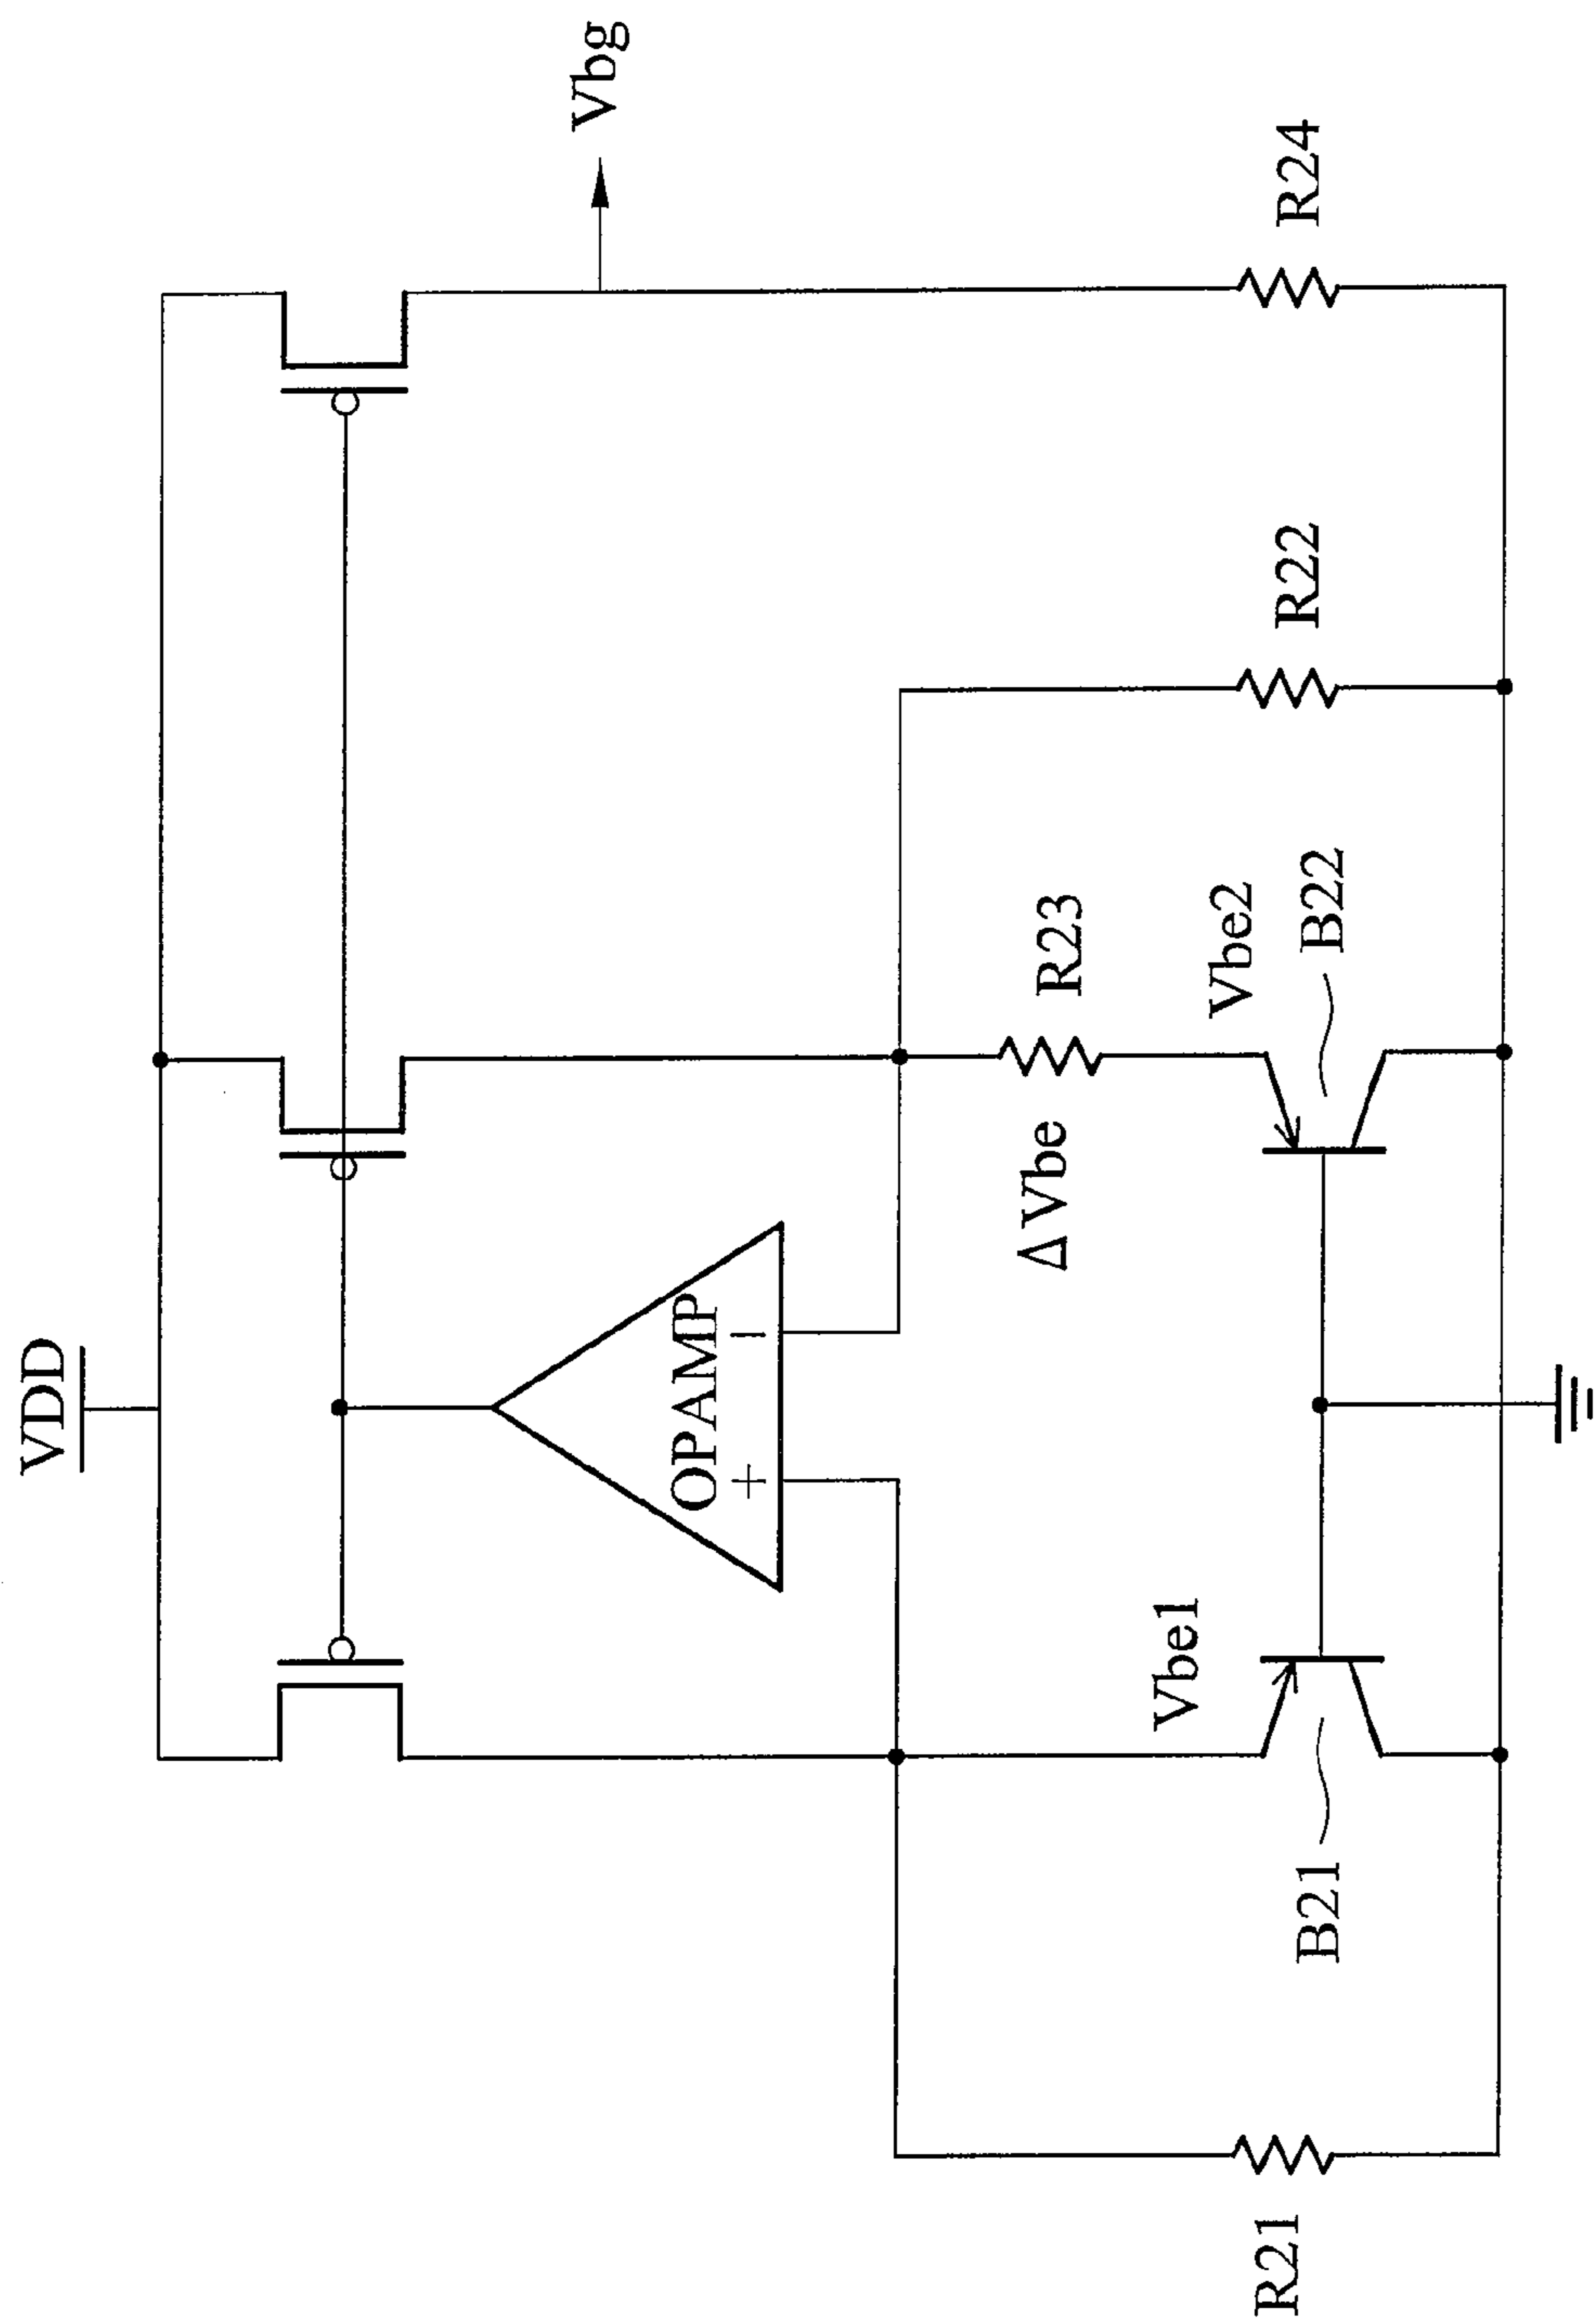 VDD
Vbg
OPAMP
+ −
ΔVbe
R23
Vbe1
Vbe2
R21
B21
B22
R22
R24